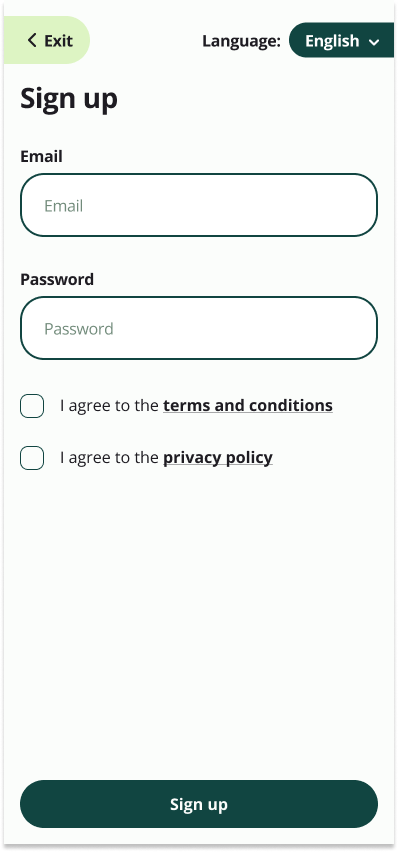 Exit
Language: English
Sign up
Email
Email
Password
Password
I agree to the terms and conditions
I agree to the privacy policy
Sign up